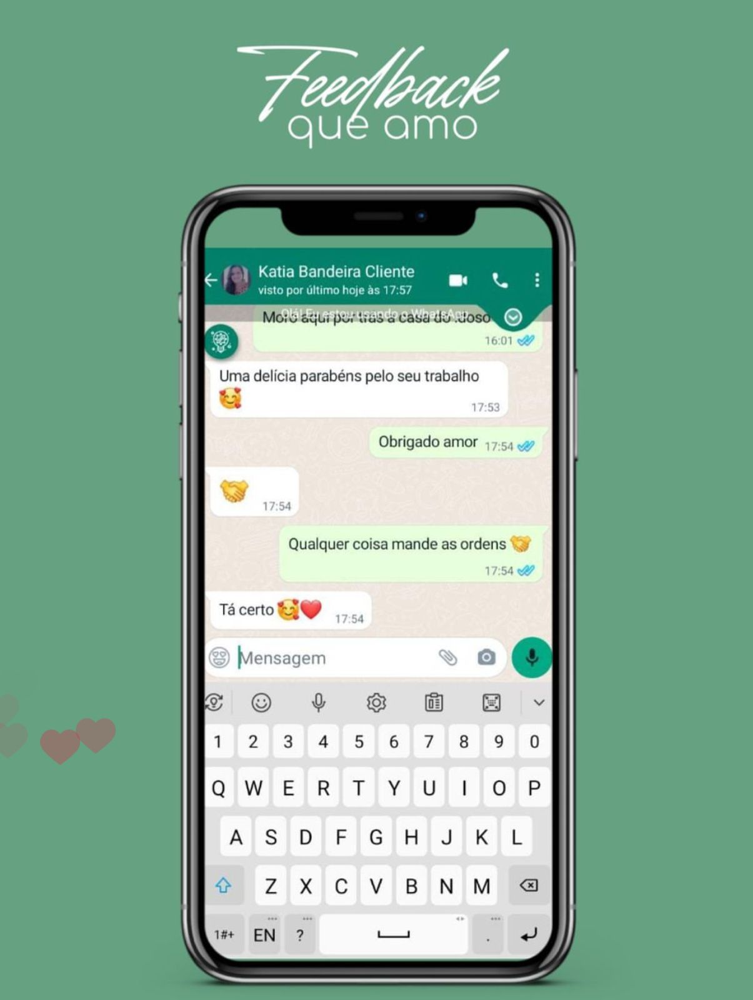 Feedback
que amo
Katia Bandeira Cliente
visto por último hoje às 17:57
Olá! Eu estou usando o WhatsApp
Moro aqui por trás a casa do .doso
16:01
Uma delícia parabéns pelo seu trabalho
🥰
17:53
Obrigado amor 17:54
🤝
17:54
Qualquer coisa mande as ordens 🤝
17:54
Tá certo 🥰❤️ 17:54
Mensagem
1 2 3 4 5 6 7 8 9 0
Q W E R T Y U I O P
A S D F G H J K L
Z X C V B N M
1#+ EN ? .